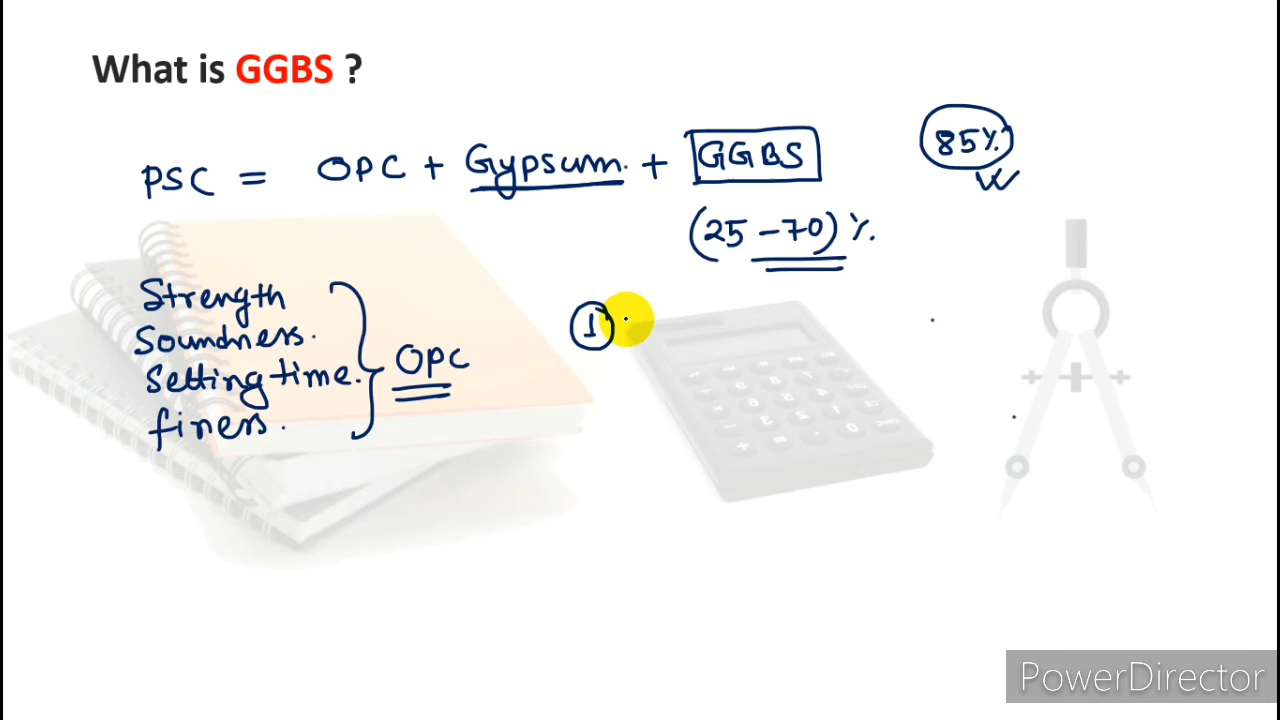 What is GGBS ?
PSC = OPC + Gypsum. + GGBS
85%
(25 - 70) %.
Strength
Soundness.
Setting time.
finess.
OPC
1
PowerDirector